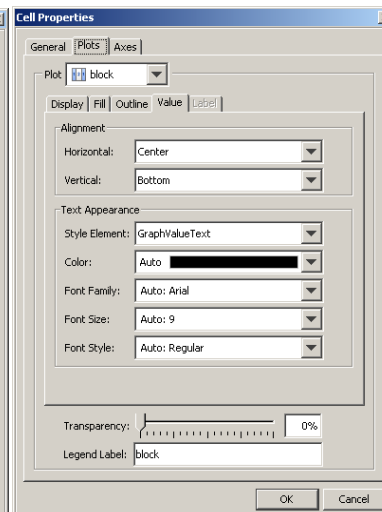 Cell Properties
General Plots Axes
Plot block
Display Fill Outline Value Label
Alignment
Horizontal: Center
Vertical: Bottom
Text Appearance
Style Element: GraphValueText
Color: Auto
Font Family: Auto: Arial
Font Size: Auto: 9
Font Style: Auto: Regular
Transparency: 0%
Legend Label: block
OK Cancel